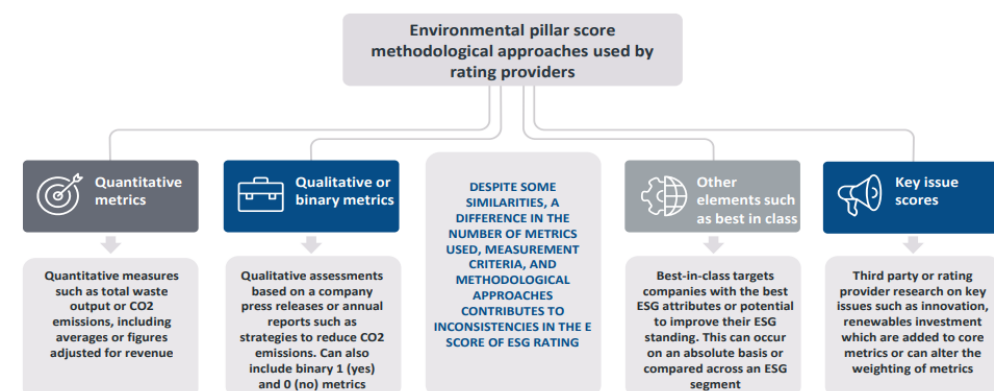 Environmental pillar score
methodological approaches used by
rating providers
Quantitative
metrics
Quantitative measures
such as total waste
output or CO2
emissions, including
averages or figures
adjusted for revenue
Qualitative or
binary metrics
Qualitative assessments
based on a company
press releases or annual
reports such as
strategies to reduce CO2
emissions. Can also
include binary 1 (yes)
and 0 (no) metrics
DESPITE SOME
SIMILARITIES, A
DIFFERENCE IN THE
NUMBER OF METRICS
USED, MEASUREMENT
CRITERIA, AND
METHODOLOGICAL
APPROACHES
CONTRIBUTES TO
INCONSISTENCIES IN THE E
SCORE OF ESG RATING
Other
elements such
as best in class
Best-in-class targets
companies with the best
ESG attributes or potential
to improve their ESG
standing. This can occur
on an absolute basis or
compared across an ESG
segment
Key issue
scores
Third party or rating
provider research on key
issues such as innovation,
renewables investment
which are added to core
metrics or can alter the
weighting of metrics